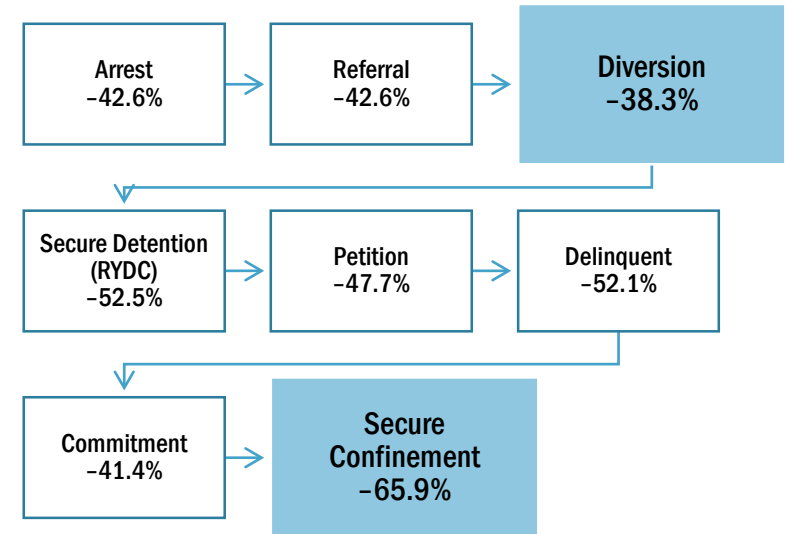 Arrest
–42.6%
Referral
–42.6%
Diversion
–38.3%
Secure Detention
(RYDC)
–52.5%
Petition
–47.7%
Delinquent
–52.1%
Commitment
–41.4%
Secure
Confinement
–65.9%